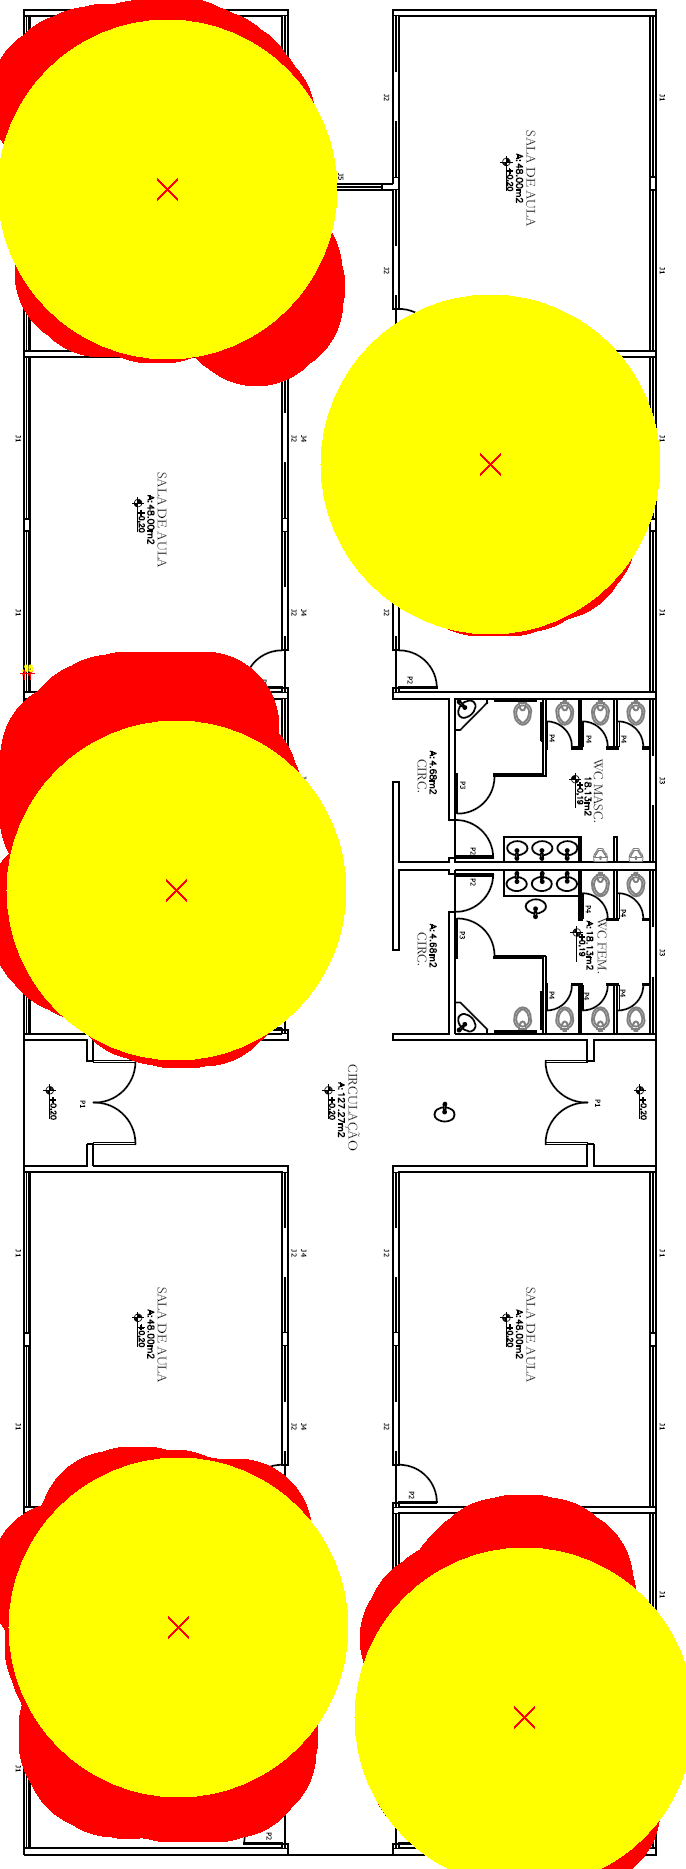 J2
J1
SALA DE AULA
A:48.00m2
+0,20
J5
J2
J1
J1
J2
J4
J1
SALA DE AULA
A:48.00m2
+0,20
J1
J2
J4
J1
P2
P4
P4
P4
WC MASC.
18.13m2
+0,19
CIRC.
A:4.68m2
P3
J3
P2
P2
P4
P4
WC FEM.
A:18.13m2
+0,19
CIRC.
A:4.68m2
P3
J3
P4
P4
P4
CIRCULAÇÃO
A:127.27m2
+0,20
+0,20
P1
P1
+0,20
J1
J2
J4
J2
J1
SALA DE AULA
A:48.00m2
+0,20
SALA DE AULA
A:48.00m2
+0,20
J1
J2
J4
J2
J1
P2
J1
J1
P2